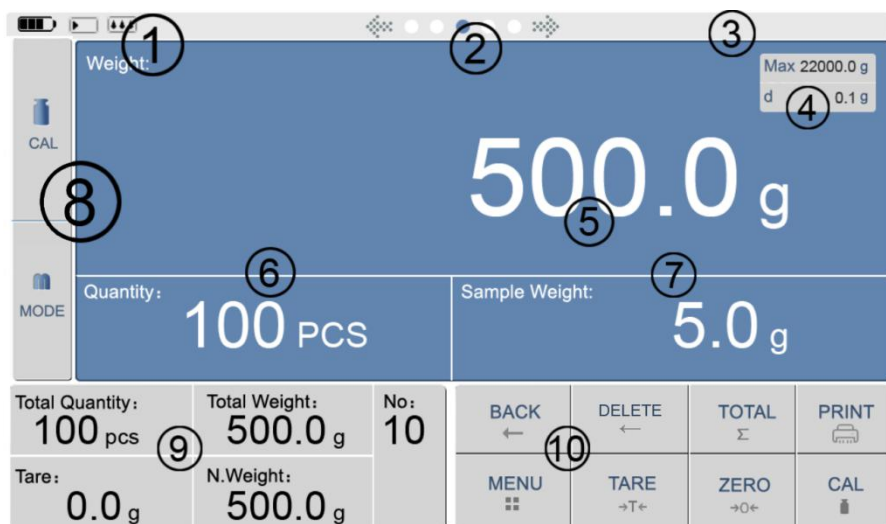 ①
②
③
Weight:
Max 22000.0 g
d 0.1 g
④
CAL
500.0 g
⑤
⑧
⑥
⑦
MODE
Quantity:
100 PCS
Sample Weight:
5.0 g
Total Quantity:
100 pcs
Total Weight:
500.0 g
No:
10
⑨
Tare:
0.0 g
N.Weight:
500.0 g
BACK
←
DELETE
←
TOTAL
Σ
PRINT
⑩
MENU
TARE
→T←
ZERO
→0←
CAL